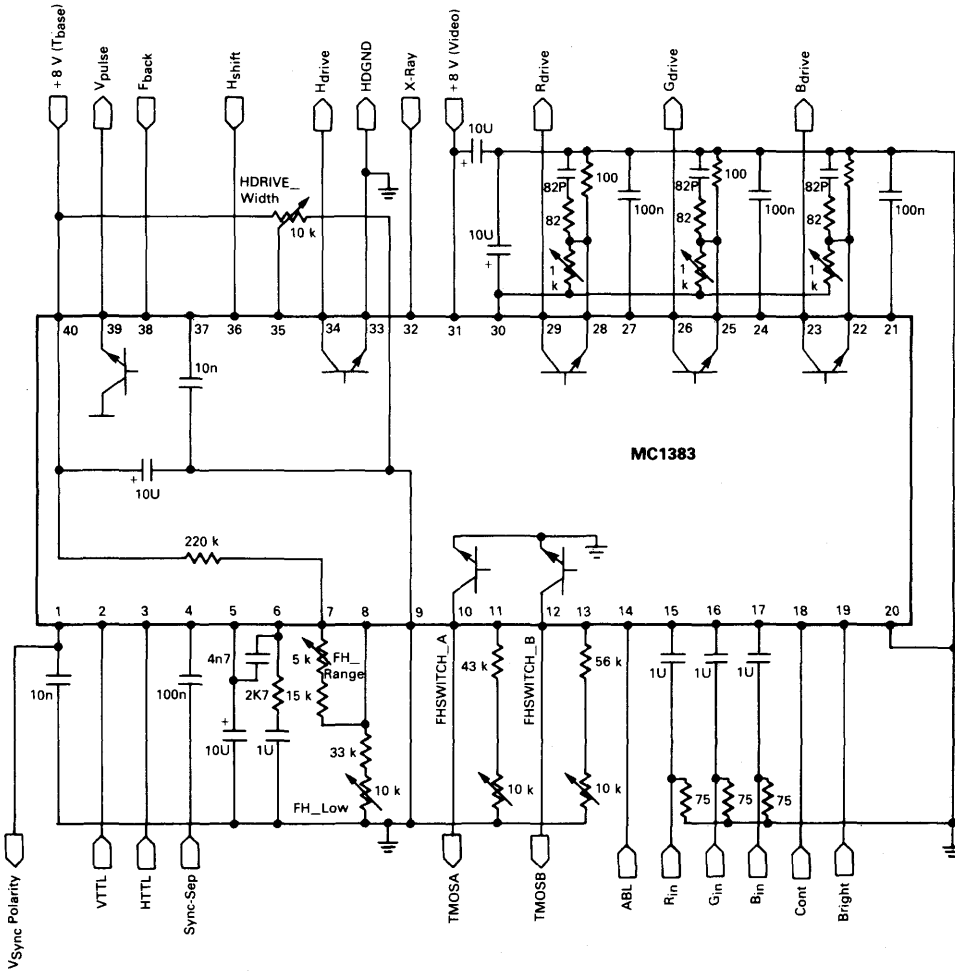 +8 V (Tbase)
Vpulse
Fback
Hshift
Hdrive
HDGND
X-Ray
+8 V (Video)
Rdrive
Gdrive
Bdrive
10U
+
HDRIVE_
Width
10 k
10U
+
82P
100
82
1
k
100n
82P
100
82
1
k
100n
82P
82
1
k
100n
40
39
38
37
36
35
34
33
32
31
30
29
28
27
26
25
24
23
22
21
10n
+
10U
MC1383
220 k
1
2
3
4
5
6
7
8
9
10
11
12
13
14
15
16
17
18
19
20
10n
100n
4n7
+
10U
2K7
1U
5 k
FH_
Range
15 k
33 k
10 k
FH_Low
FHSWITCH_A
43 k
10 k
FHSWITCH_B
56 k
10 k
1U
1U
1U
75
75
75
VSync Polarity
VTTL
HTTL
Sync-Sep
TMOSA
TMOSB
ABL
Rin
Gin
Bin
Cont
Bright